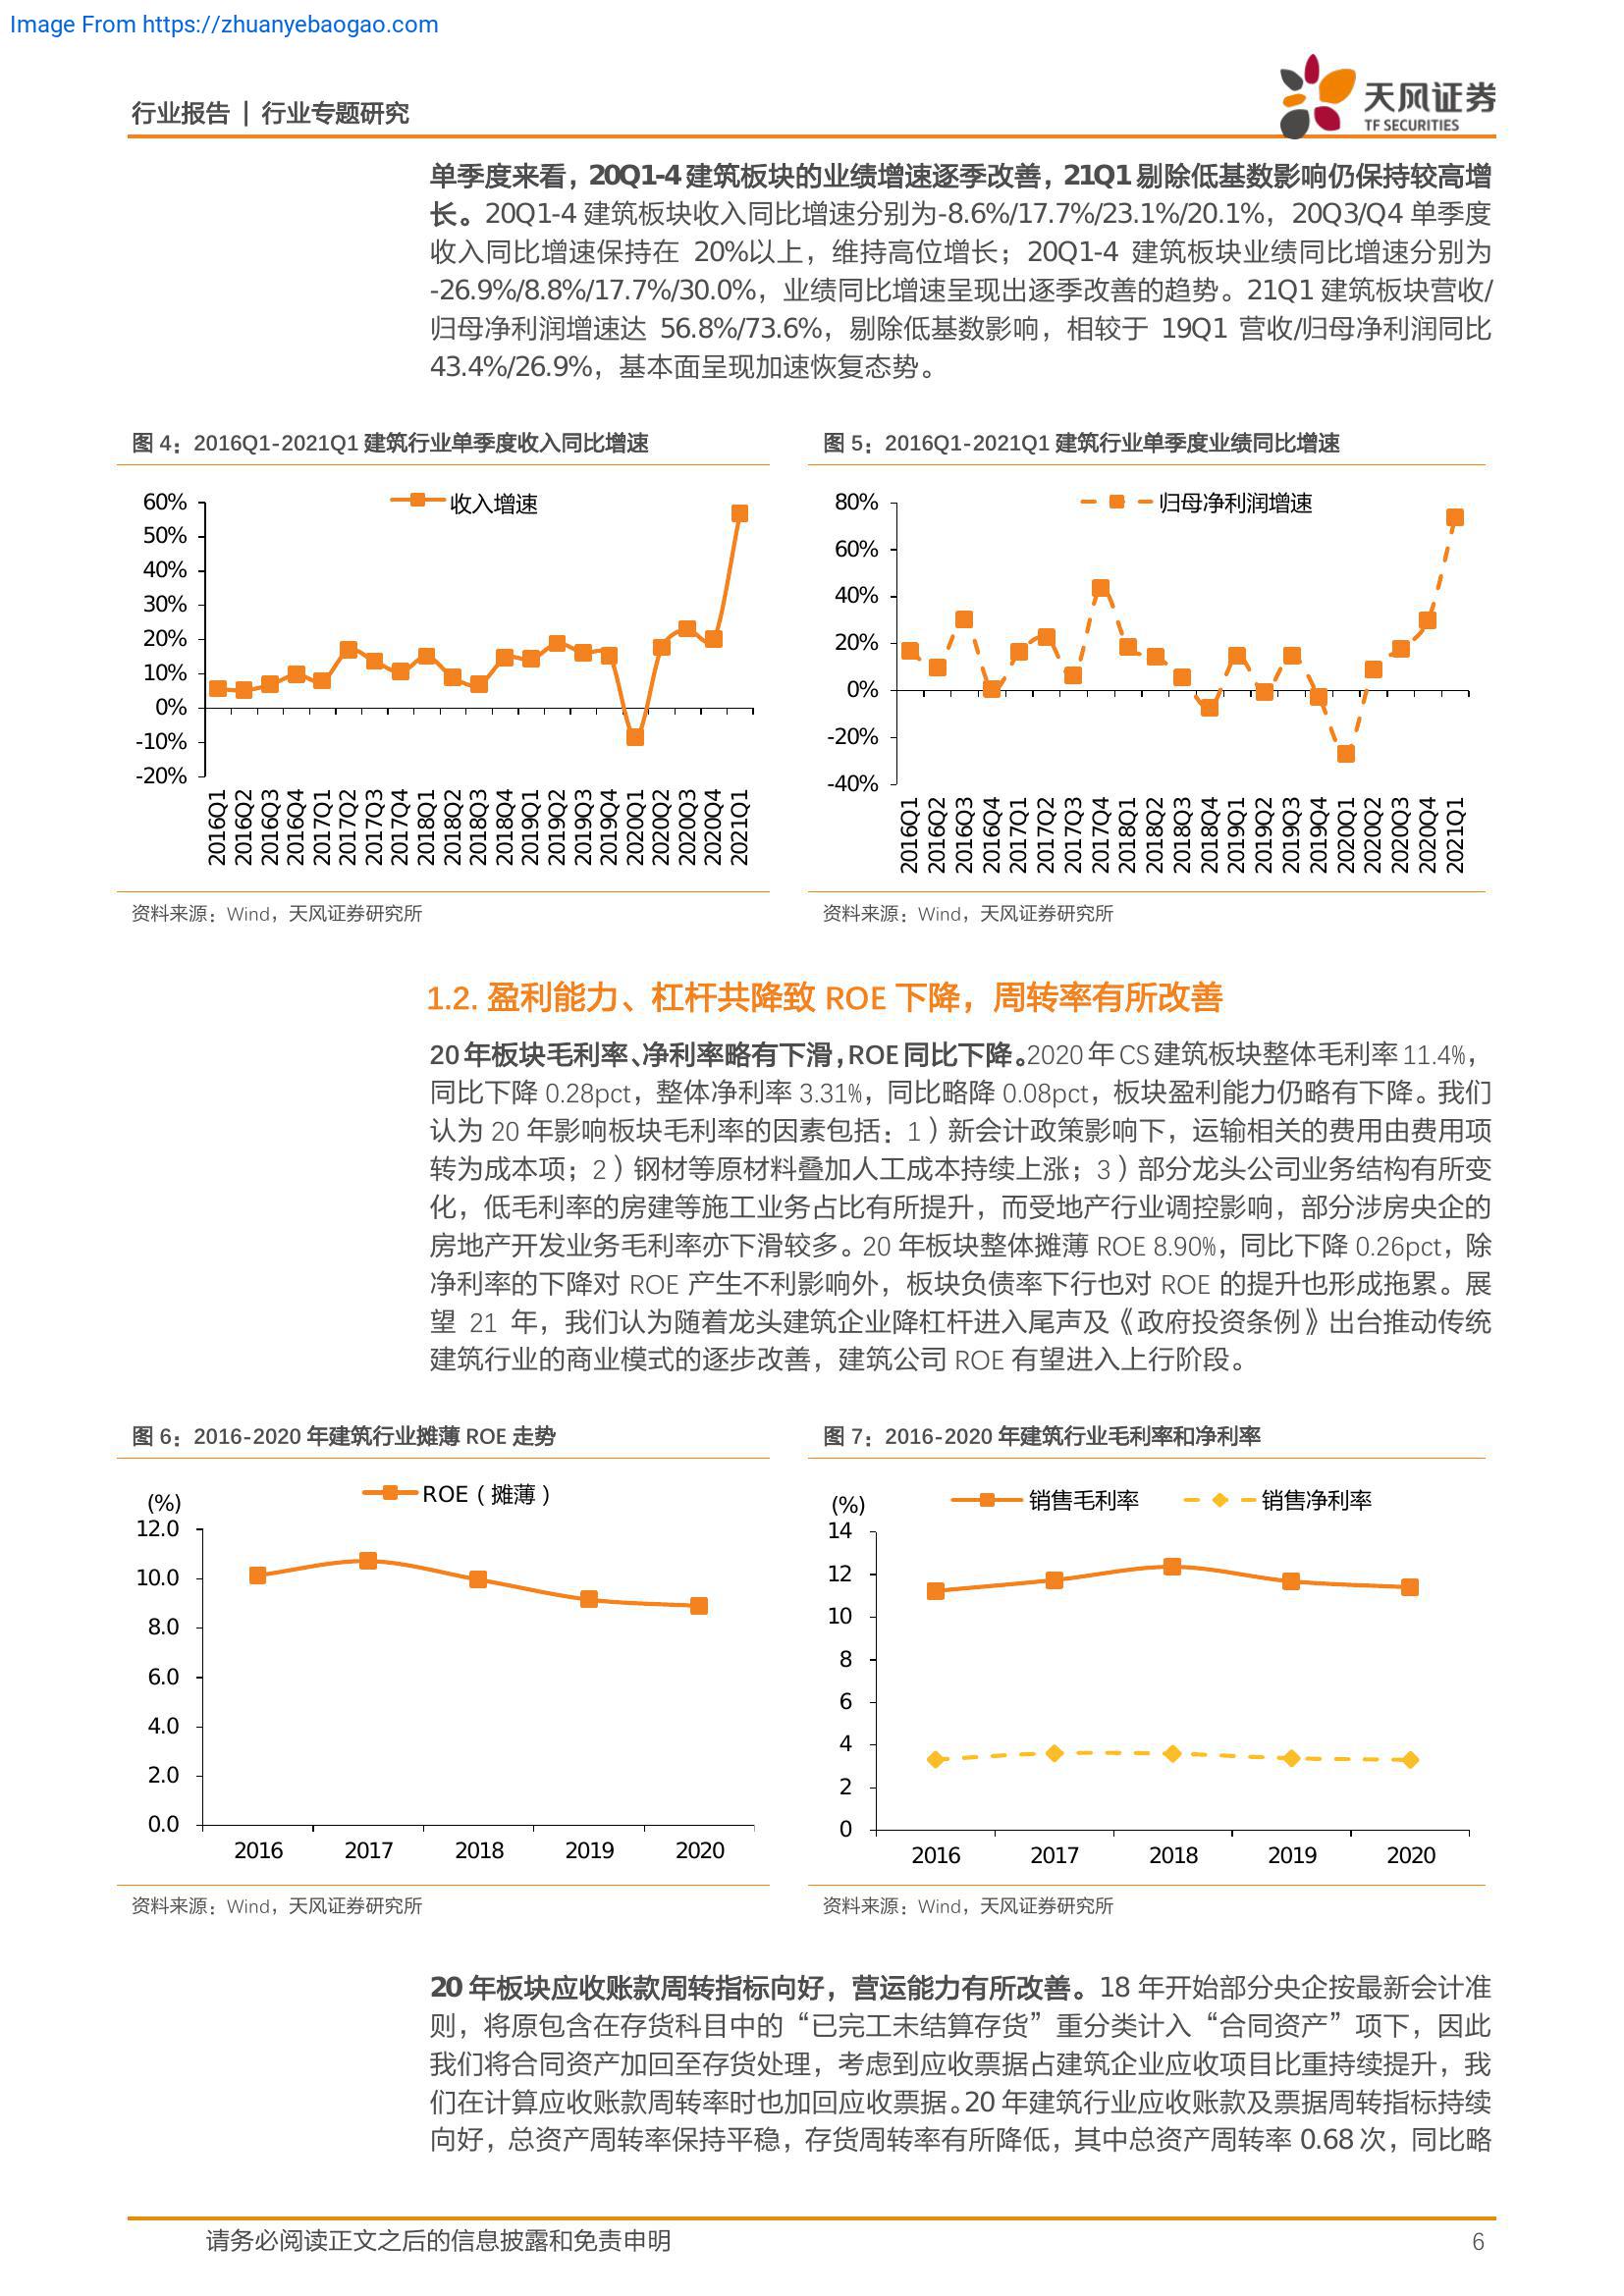 Image From https://zhuanyebaogao.com
行业报告 | 行业专题研究
天风证券
TF SECURITIES
单季度来看，20Q1-4 建筑板块的业绩增速逐季改善，21Q1 剔除低基数影响仍保持较高增
长。20Q1-4 建筑板块收入同比增速分别为-8.6%/17.7%/23.1%/20.1%，20Q3/Q4 单季度
收入同比增速保持在 20%以上，维持高位增长；20Q1-4 建筑板块业绩同比增速分别为
-26.9%/8.8%/17.7%/30.0%，业绩同比增速呈现出逐季改善的趋势。21Q1 建筑板块营收/
归母净利润增速达 56.8%/73.6%，剔除低基数影响，相较于 19Q1 营收/归母净利润同比
43.4%/26.9%，基本面呈现加速恢复态势。
图 4：2016Q1-2021Q1 建筑行业单季度收入同比增速
收入增速
60%
50%
40%
30%
20%
10%
0%
-10%
-20%
2016Q1 2016Q2 2016Q3 2016Q4 2017Q1 2017Q2 2017Q3 2017Q4 2018Q1 2018Q2 2018Q3 2018Q4 2019Q1 2019Q2 2019Q3 2019Q4 2020Q1 2020Q2 2020Q3 2020Q4 2021Q1
资料来源：Wind，天风证券研究所
图 5：2016Q1-2021Q1 建筑行业单季度业绩同比增速
归母净利润增速
80%
60%
40%
20%
0%
-20%
-40%
2016Q1 2016Q2 2016Q3 2016Q4 2017Q1 2017Q2 2017Q3 2017Q4 2018Q1 2018Q2 2018Q3 2018Q4 2019Q1 2019Q2 2019Q3 2019Q4 2020Q1 2020Q2 2020Q3 2020Q4 2021Q1
资料来源：Wind，天风证券研究所
1.2. 盈利能力、杠杆共降致 ROE 下降，周转率有所改善
20 年板块毛利率、净利率略有下滑，ROE 同比下降。2020 年 CS 建筑板块整体毛利率 11.4%，
同比下降 0.28pct，整体净利率 3.31%，同比略降 0.08pct，板块盈利能力仍略有下降。我们
认为 20 年影响板块毛利率的因素包括：1）新会计政策影响下，运输相关的费用由费用项
转为成本项；2）钢材等原材料叠加人工成本持续上涨；3）部分龙头公司业务结构有所变
化，低毛利率的房建等施工业务占比有所提升，而受地产行业调控影响，部分涉房央企的
房地产开发业务毛利率亦下滑较多。20 年板块整体摊薄 ROE 8.90%，同比下降 0.26pct，除
净利率的下降对 ROE 产生不利影响外，板块负债率下行也对 ROE 的提升也形成拖累。展
望 21 年，我们认为随着龙头建筑企业降杠杆进入尾声及《政府投资条例》出台推动传统
建筑行业的商业模式的逐步改善，建筑公司 ROE 有望进入上行阶段。
图 6：2016-2020 年建筑行业摊薄 ROE 走势
(%)
ROE（摊薄）
12.0
10.0
8.0
6.0
4.0
2.0
0.0
2016 2017 2018 2019 2020
资料来源：Wind，天风证券研究所
图 7：2016-2020 年建筑行业毛利率和净利率
(%)
销售毛利率 销售净利率
14
12
10
8
6
4
2
0
2016 2017 2018 2019 2020
资料来源：Wind，天风证券研究所
20 年板块应收账款周转指标向好，营运能力有所改善。18 年开始部分央企按最新会计准
则，将原包含在存货科目中的“已完工未结算存货”重分类计入“合同资产”项下，因此
我们将合同资产加回至存货处理，考虑到应收票据占建筑企业应收项目比重持续提升，我
们在计算应收账款周转率时也加回应收票据。20 年建筑行业应收账款及票据周转指标持续
向好，总资产周转率保持平稳，存货周转率有所降低，其中总资产周转率 0.68 次，同比略
请务必阅读正文之后的信息披露和免责申明
6